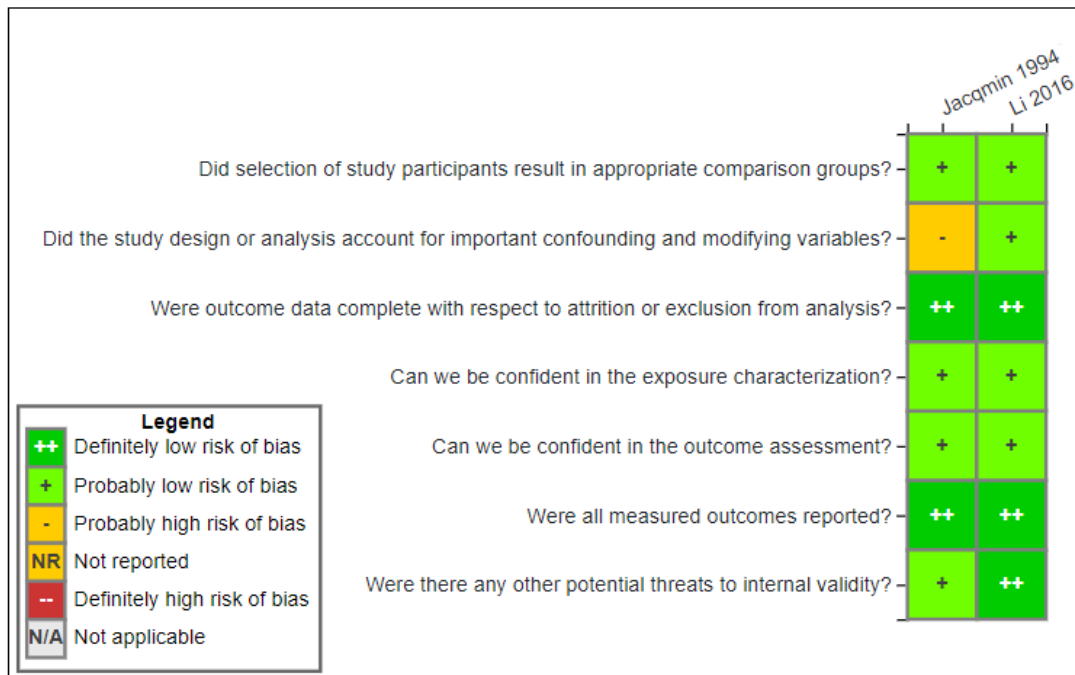 Jacqmin 1994
Li 2016
Did selection of study participants result in appropriate comparison groups?
+ +
Did the study design or analysis account for important confounding and modifying variables?
- +
Were outcome data complete with respect to attrition or exclusion from analysis?
++ ++
Can we be confident in the exposure characterization?
+ +
Can we be confident in the outcome assessment?
+ +
Were all measured outcomes reported?
++ ++
Were there any other potential threats to internal validity?
+ ++
Legend
++ Definitely low risk of bias
+ Probably low risk of bias
- Probably high risk of bias
NR Not reported
-- Definitely high risk of bias
N/A Not applicable